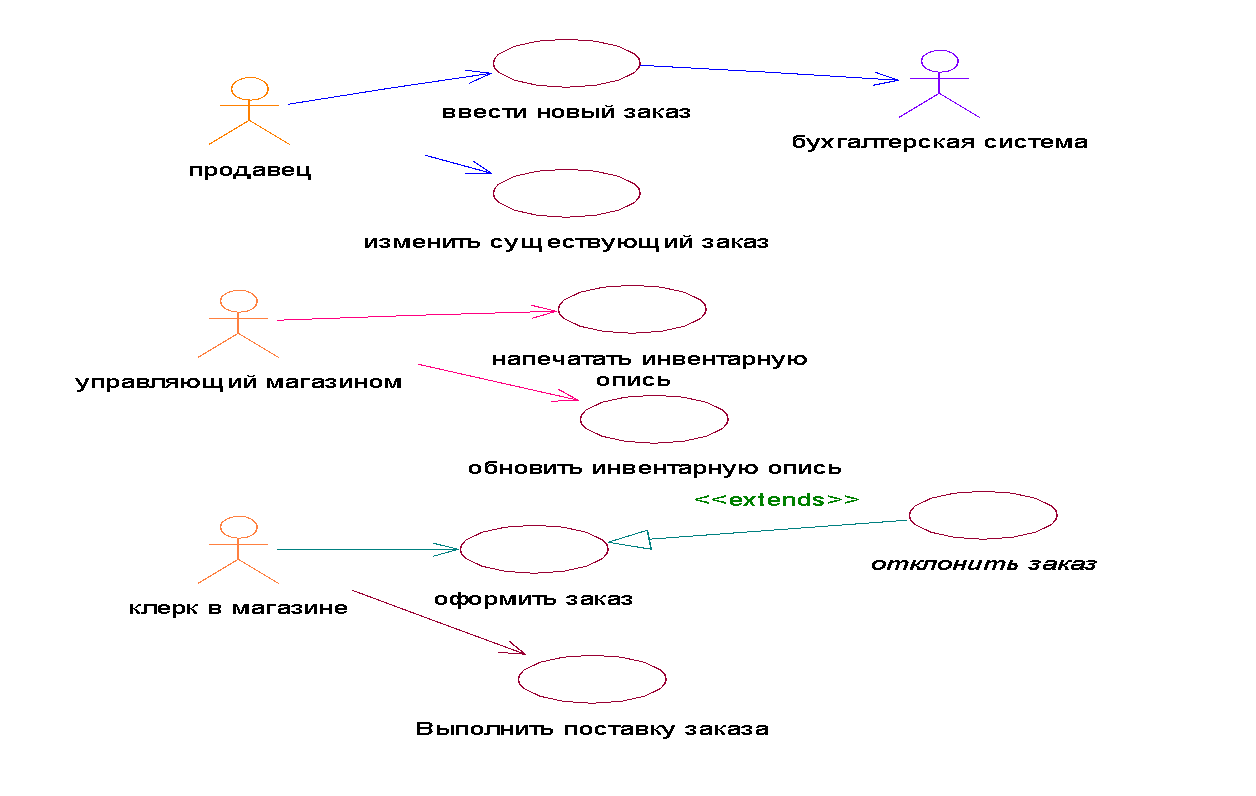 ввести новый заказ
бухгалтерская система
продавец
изменить существующий заказ
напечатать инвентарную
опись
управляющий магазином
обновить инвентарную опись
<<extends>>
отклонить заказ
оформить заказ
клерк в магазине
Выполнить поставку заказа